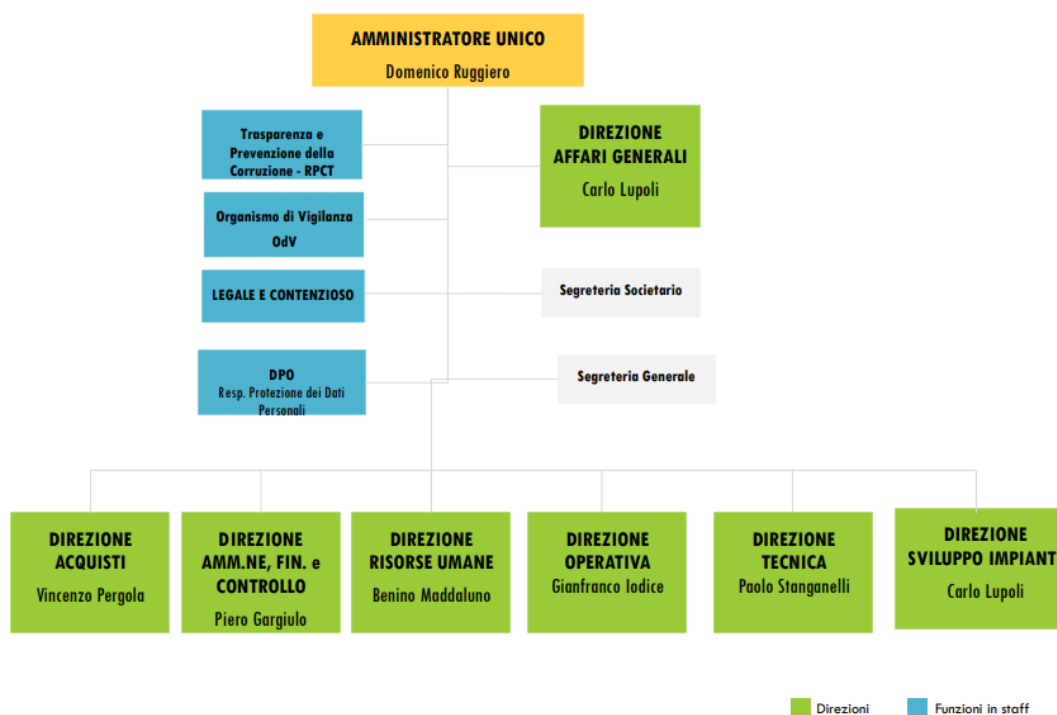 AMMINISTRATORE UNICO
Domenico Ruggiero
Trasparenza e
Prevenzione della
Corruzione - RPCT
DIREZIONE
AFFARI GENERALI
Carlo Lupoli
Organismo di Vigilanza
OdV
LEGALE E CONTENZIOSO
Segreteria Societario
DPO
Resp. Protezione dei Dati
Personali
Segreteria Generale
DIREZIONE
ACQUISTI
Vincenzo Pergola
DIREZIONE
AMM.NE, FIN. e
CONTROLLO
Piero Gargiulo
DIREZIONE
RISORSE UMANE
Benino Maddaluno
DIREZIONE
OPERATIVA
Gianfranco Iodice
DIREZIONE
TECNICA
Paolo Stanganelli
DIREZIONE
SVILUPPO IMPIANTI
Carlo Lupoli
Direzioni
Funzioni in staff